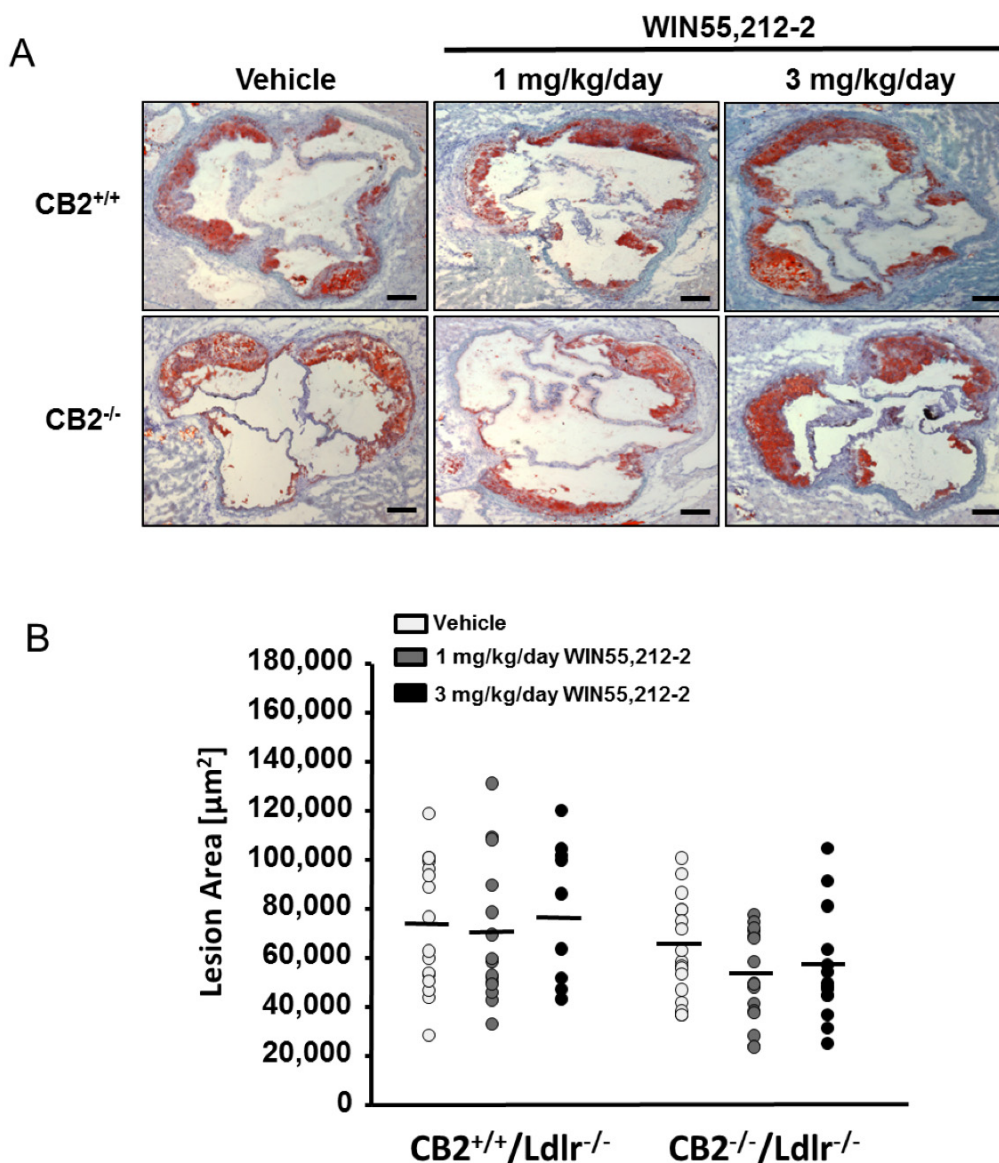 A
WIN55,212-2
Vehicle
1 mg/kg/day
3 mg/kg/day
CB2+/+
CB2-/-
B
Vehicle
1 mg/kg/day WIN55,212-2
3 mg/kg/day WIN55,212-2
Lesion Area [µm²]
180,000
160,000
140,000
120,000
100,000
80,000
60,000
40,000
20,000
0
CB2+/+/Ldlr-/-
CB2-/-/Ldlr-/-